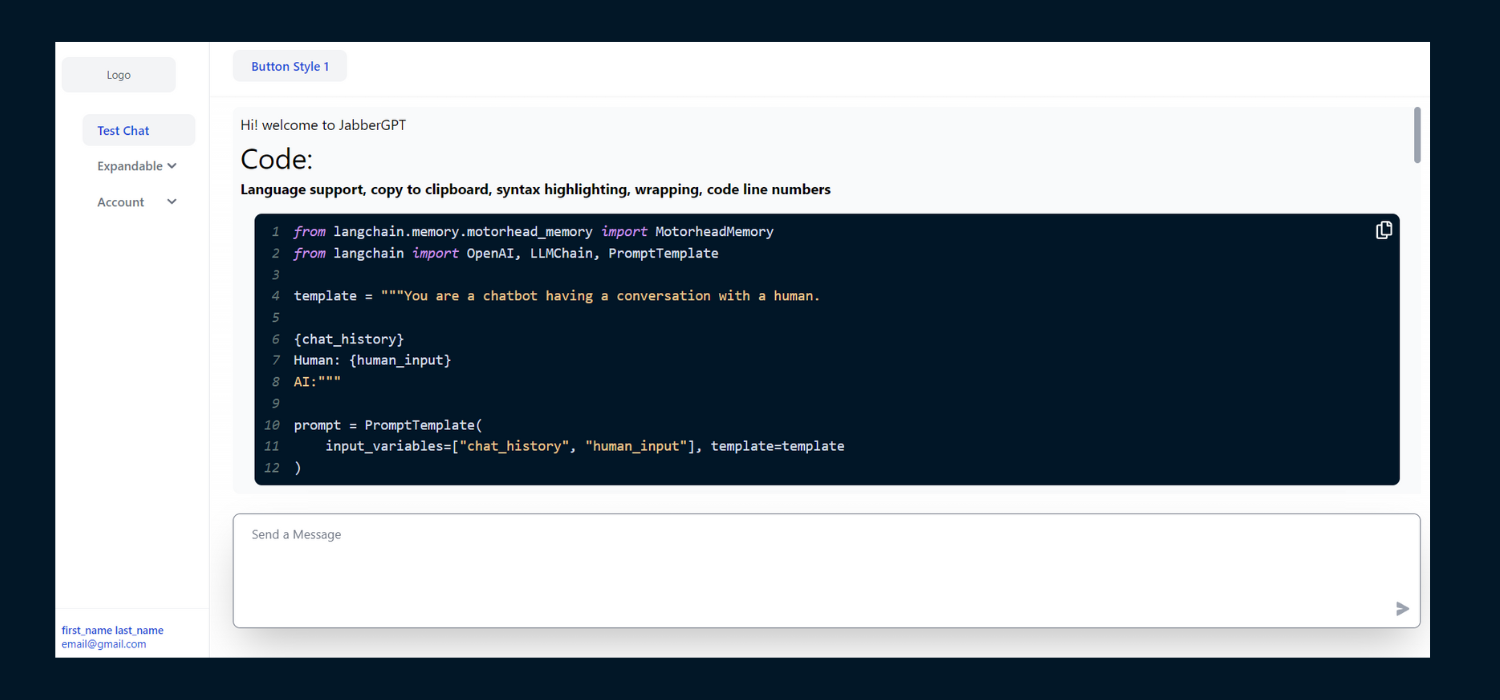 Logo
Button Style 1
Test Chat
Expandable
Account
Hi! welcome to JabberGPT
Code:
Language support, copy to clipboard, syntax highlighting, wrapping, code line numbers
1 from langchain.memory.motorhead_memory import MotorheadMemory
2 from langchain import OpenAI, LLMChain, PromptTemplate
3
4 template = """You are a chatbot having a conversation with a human.
5
6 {chat_history}
7 Human: {human_input}
8 AI:"""
9
10 prompt = PromptTemplate(
11     input_variables=["chat_history", "human_input"], template=template
12 )
Send a Message
first_name last_name
email@gmail.com